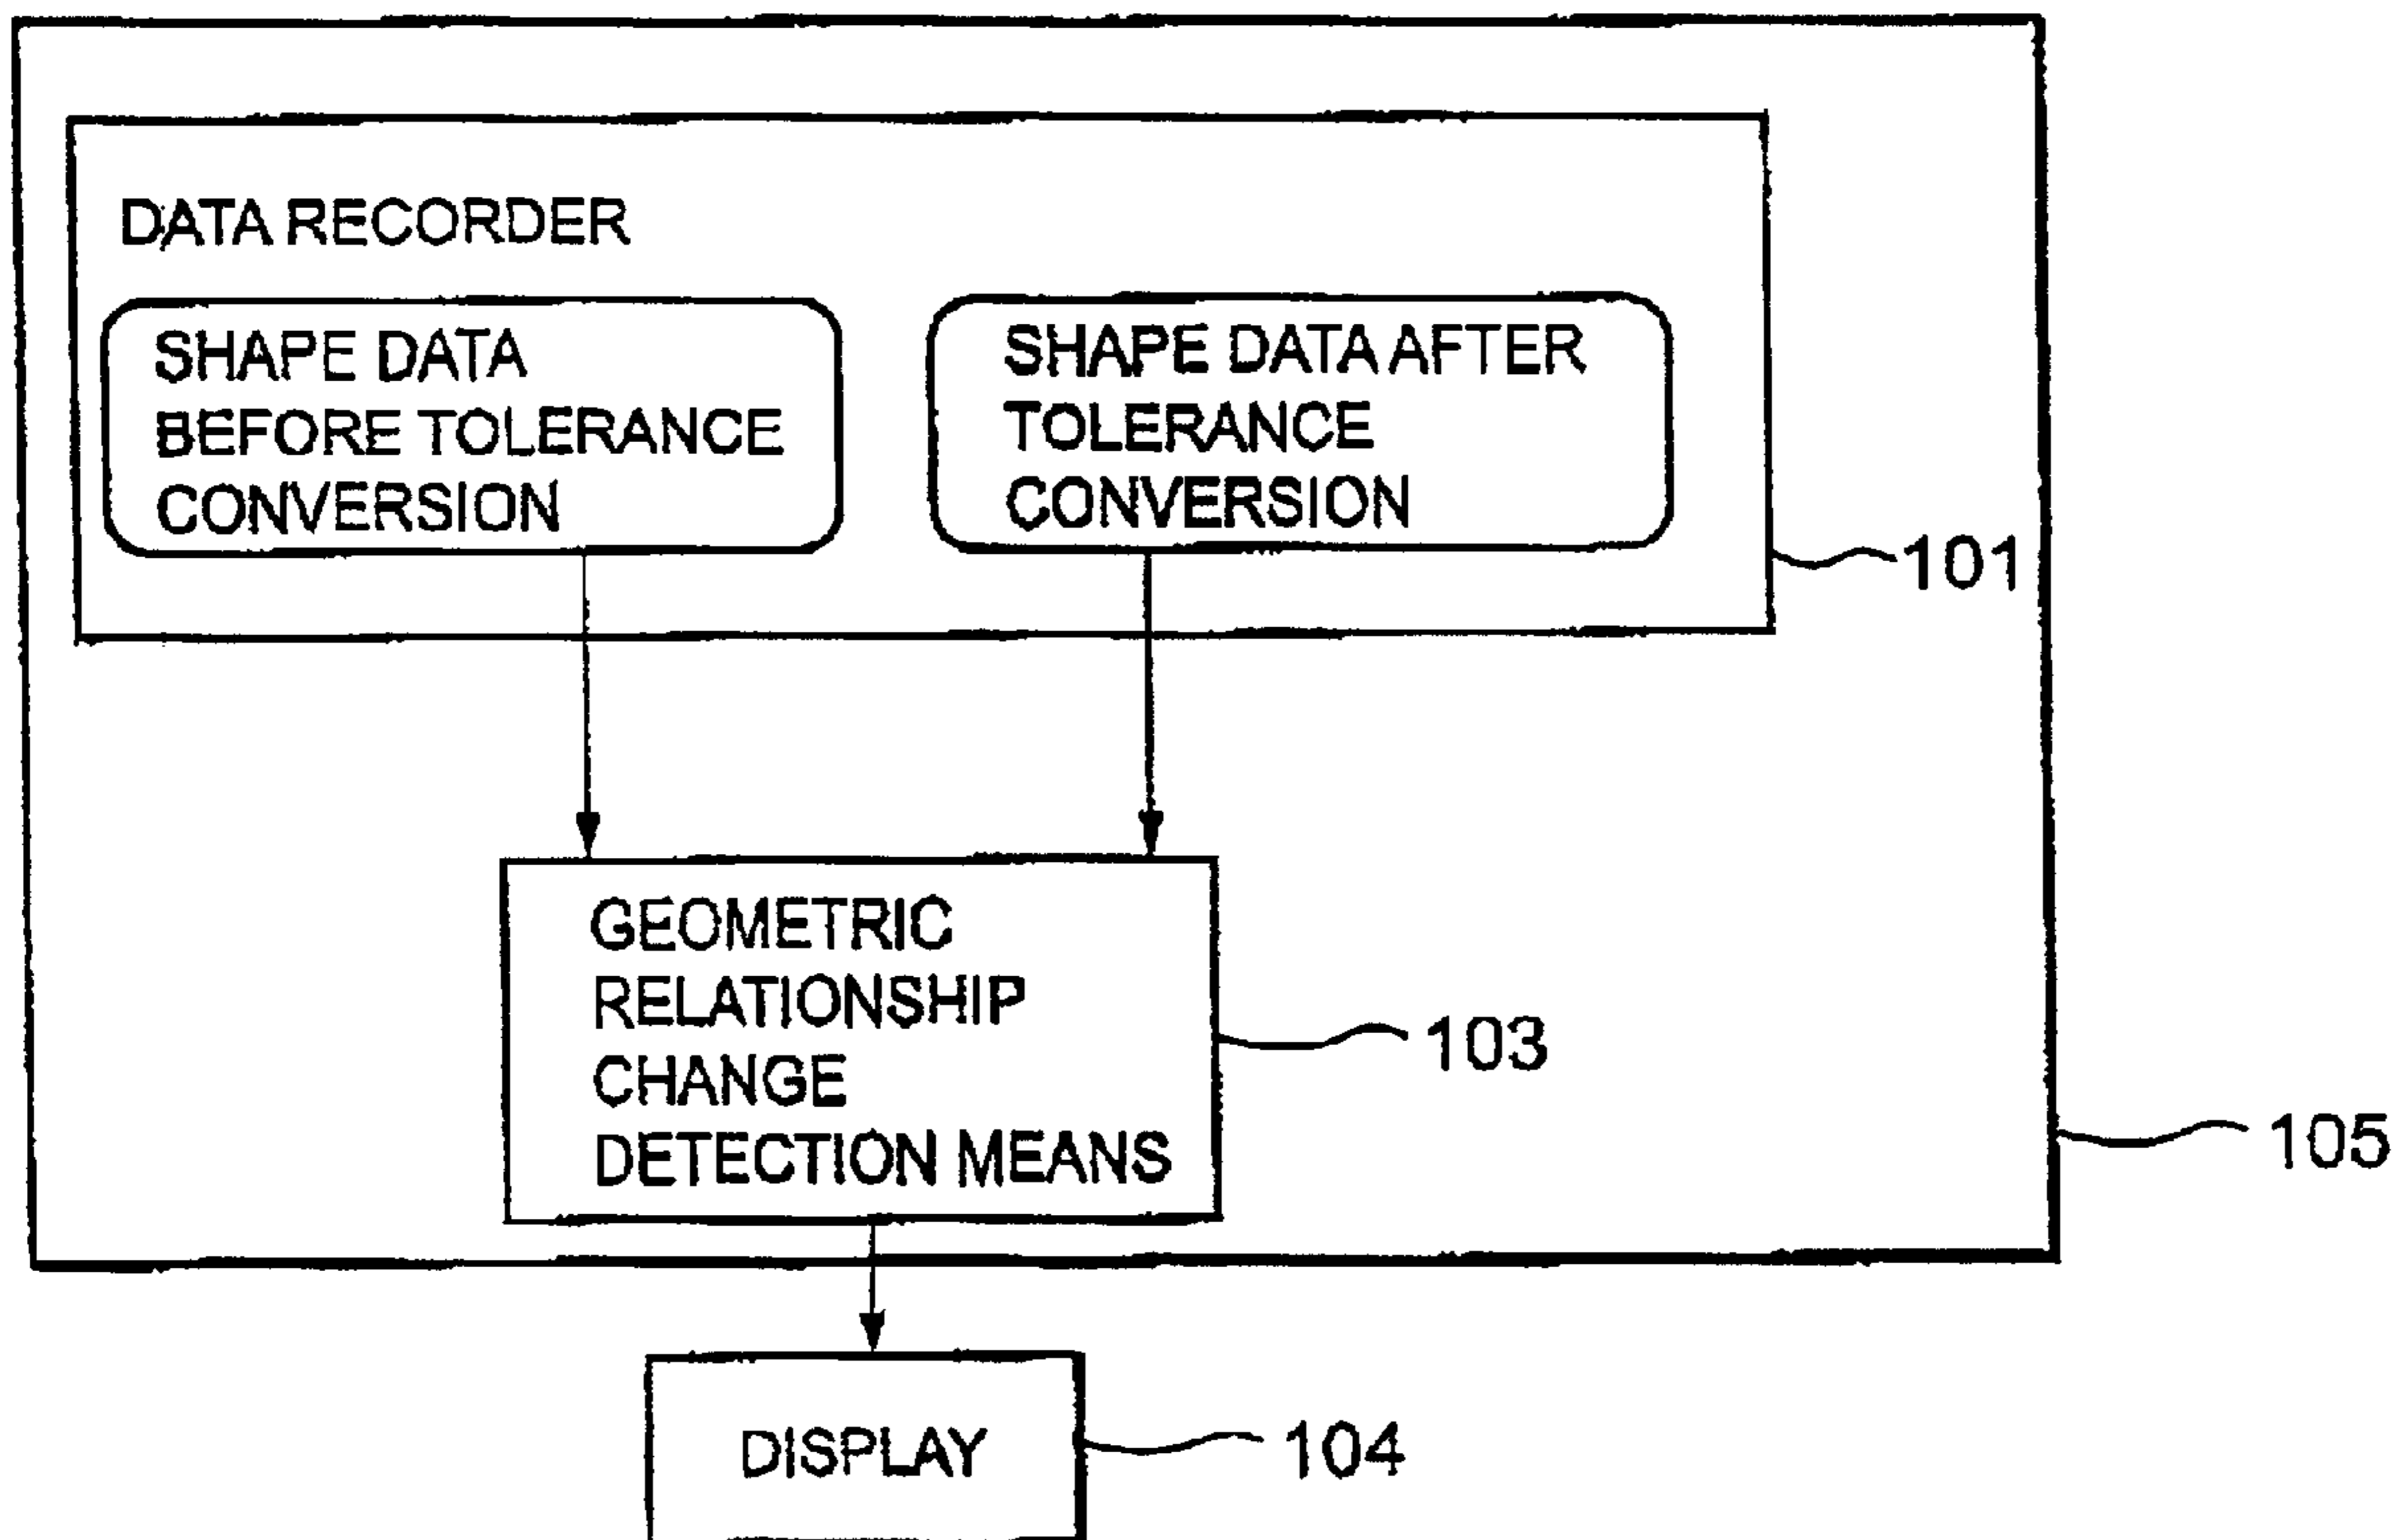 DATA RECORDER
SHAPE DATA
BEFORE TOLERANCE
CONVERSION
SHAPE DATA AFTER
TOLERANCE
CONVERSION
101
GEOMETRIC
RELATIONSHIP
CHANGE
DETECTION MEANS
103
105
DISPLAY
104